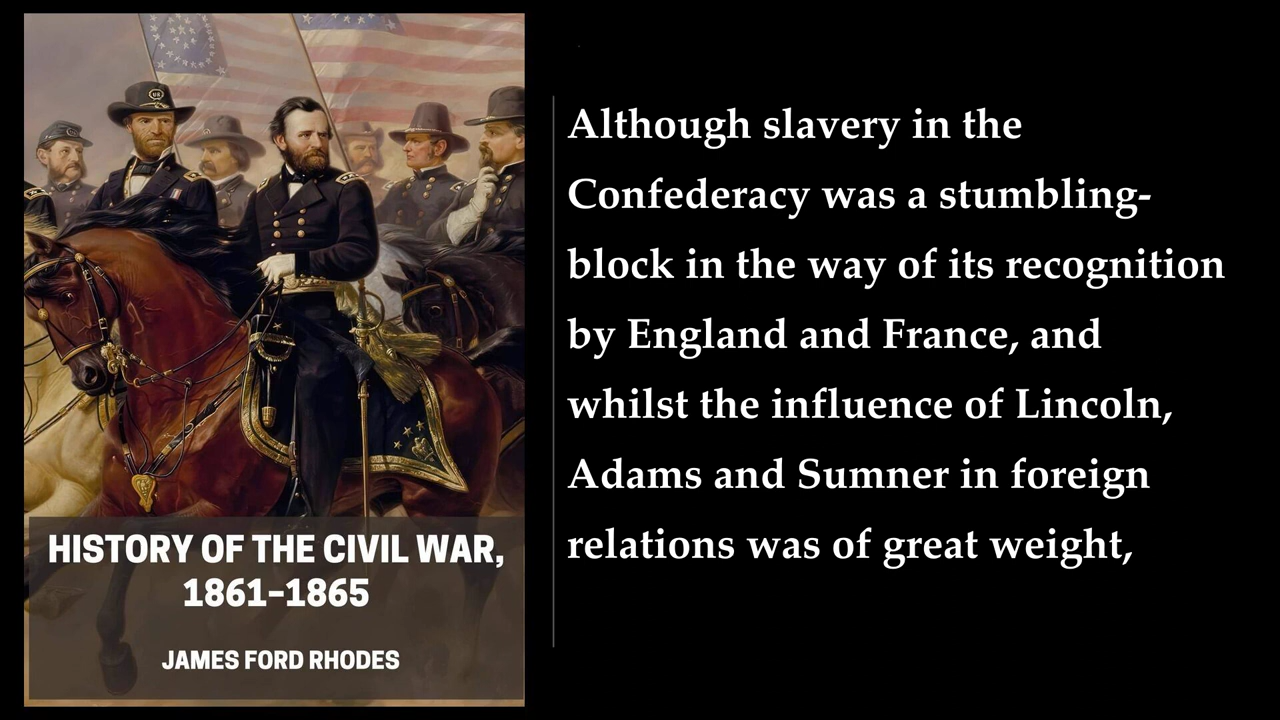 HISTORY OF THE CIVIL WAR,
1861–1865
JAMES FORD RHODES
Although slavery in the
Confederacy was a stumbling-
block in the way of its recognition
by England and France, and
whilst the influence of Lincoln,
Adams and Sumner in foreign
relations was of great weight,